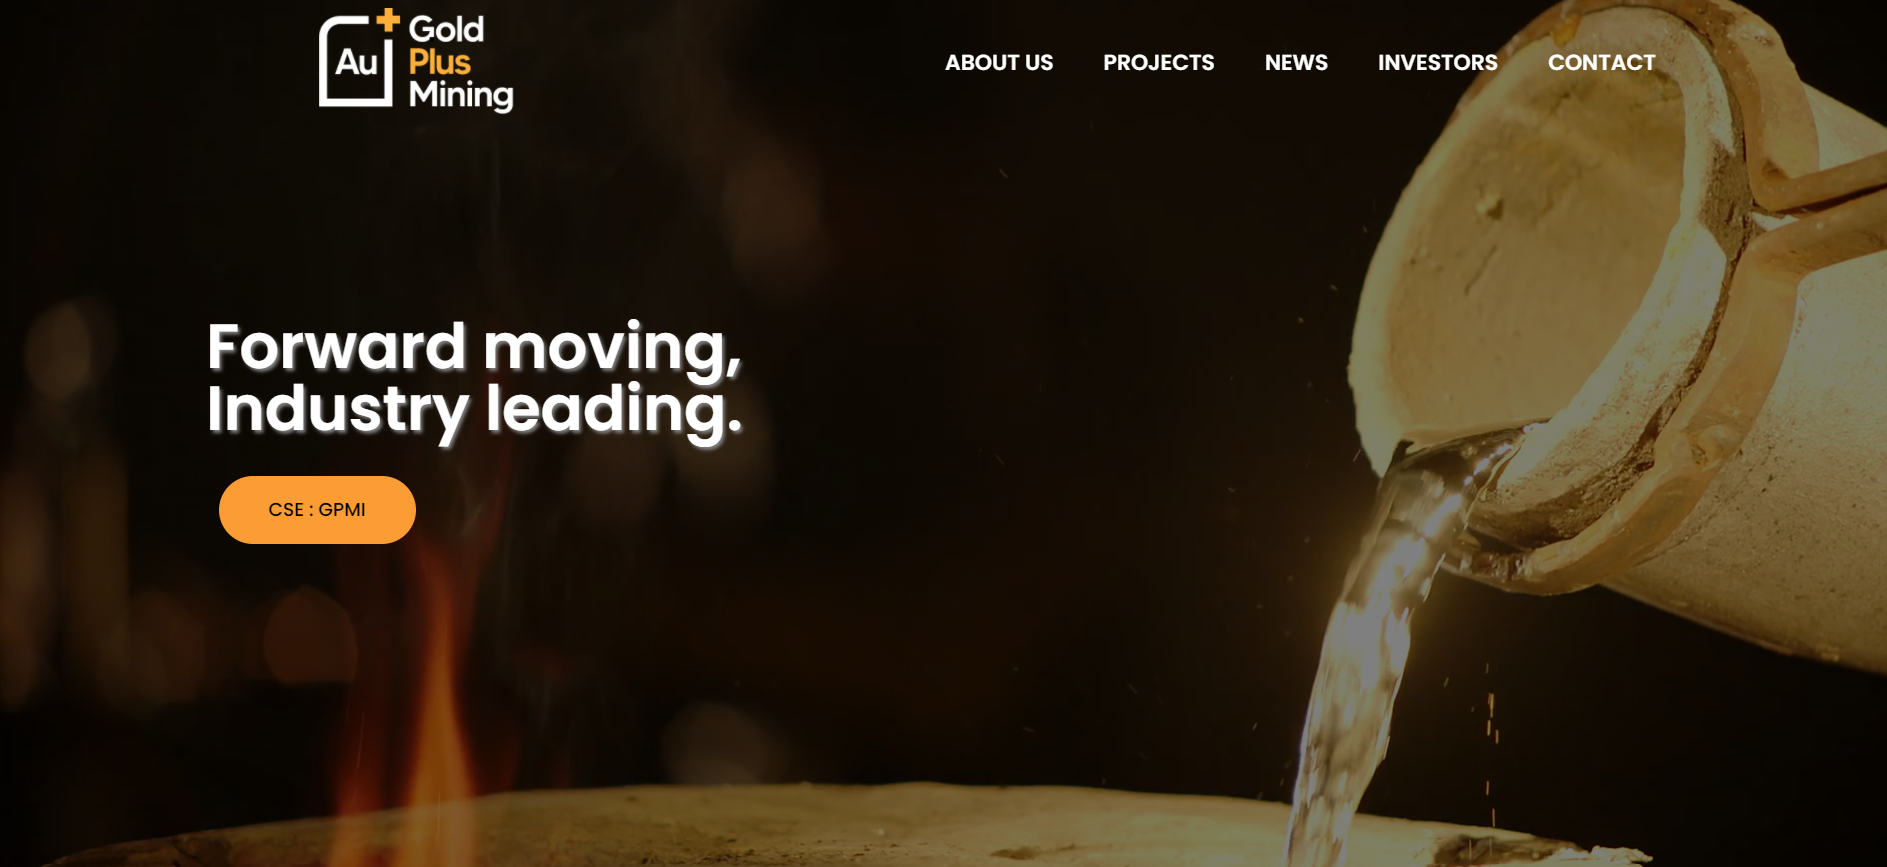 Au
Gold
Plus
Mining
ABOUT US PROJECTS NEWS INVESTORS CONTACT
Forward moving,
Industry leading.
CSE : GPMI